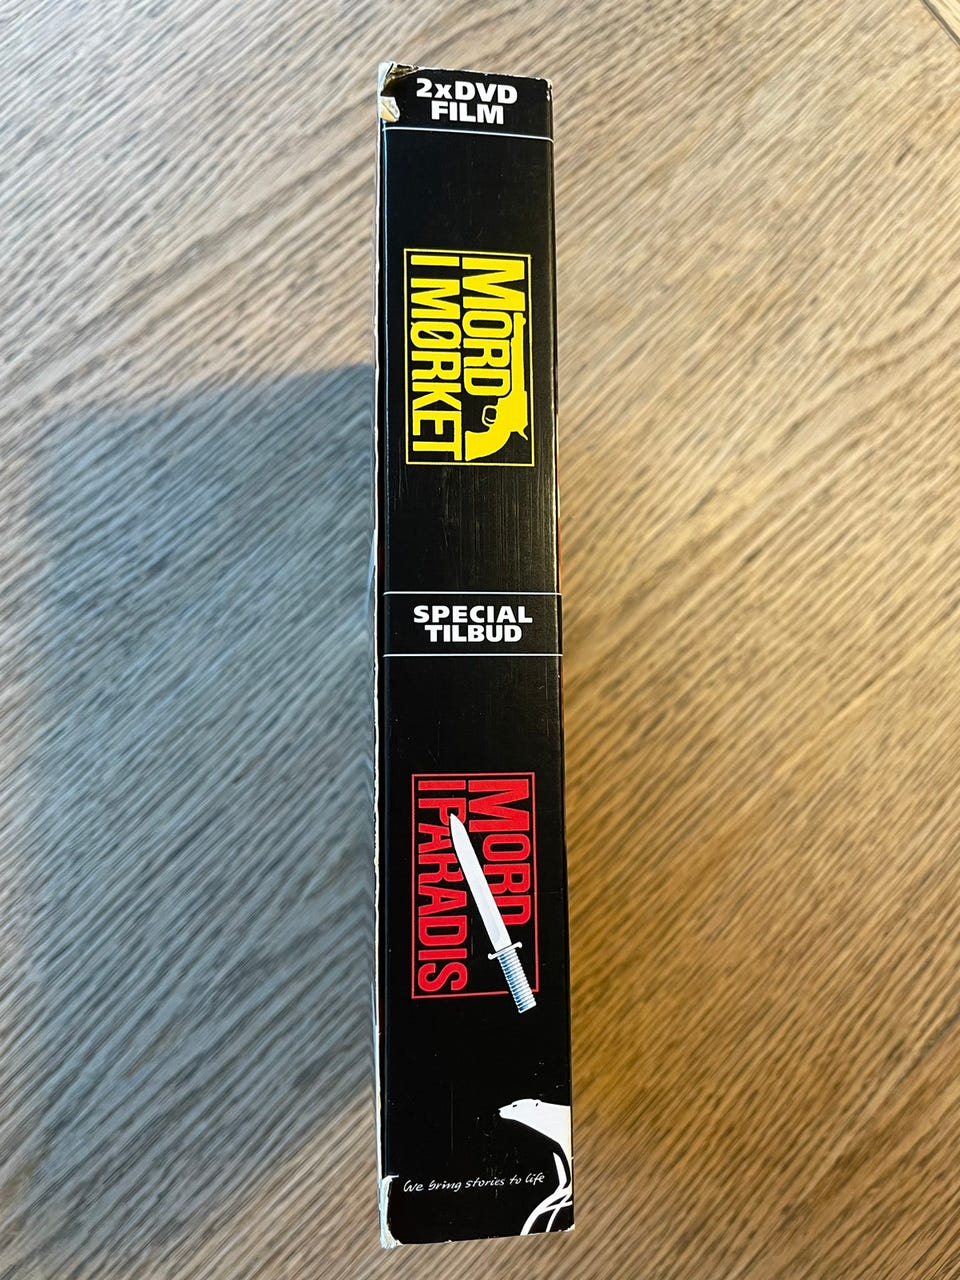 2xDVD
FILM
MORD
I MØRKET
SPECIAL
TILBUD
MORD
I PARADIS
We bring stories to life